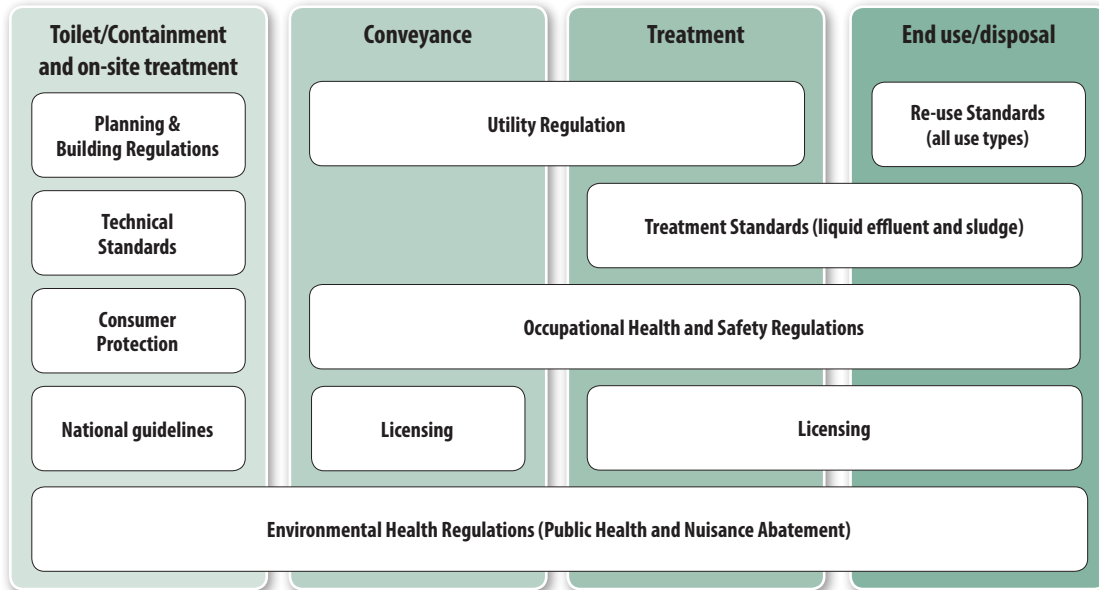 Toilet/Containment
and on-site treatment
Conveyance
Treatment
End use/disposal
Planning &
Building Regulations
Utility Regulation
Re-use Standards
(all use types)
Technical
Standards
Treatment Standards (liquid effluent and sludge)
Consumer
Protection
Occupational Health and Safety Regulations
National guidelines
Licensing
Licensing
Environmental Health Regulations (Public Health and Nuisance Abatement)